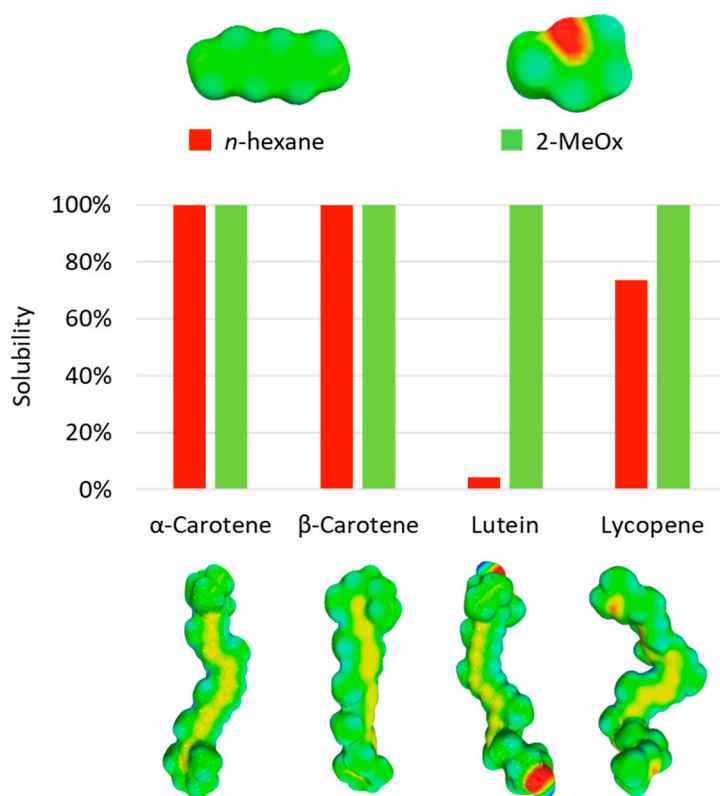 n-hexane 2-MeOx
100%
80%
60%
40%
20%
0%
Solubility
α-Carotene β-Carotene Lutein Lycopene